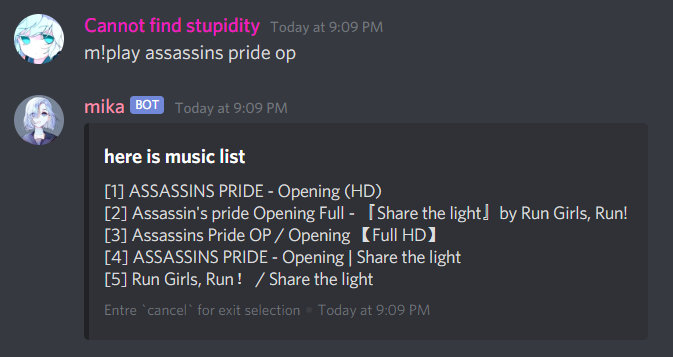 Cannot find stupidity Today at 9:09 PM
m!play assassins pride op
mika BOT Today at 9:09 PM
here is music list
[1] ASSASSINS PRIDE - Opening (HD)
[2] Assassin's pride Opening Full - 『Share the light』by Run Girls, Run!
[3] Assassins Pride OP / Opening 【Full HD】
[4] ASSASSINS PRIDE - Opening | Share the light
[5] Run Girls, Run！ / Share the light
Entre `cancel` for exit selection • Today at 9:09 PM